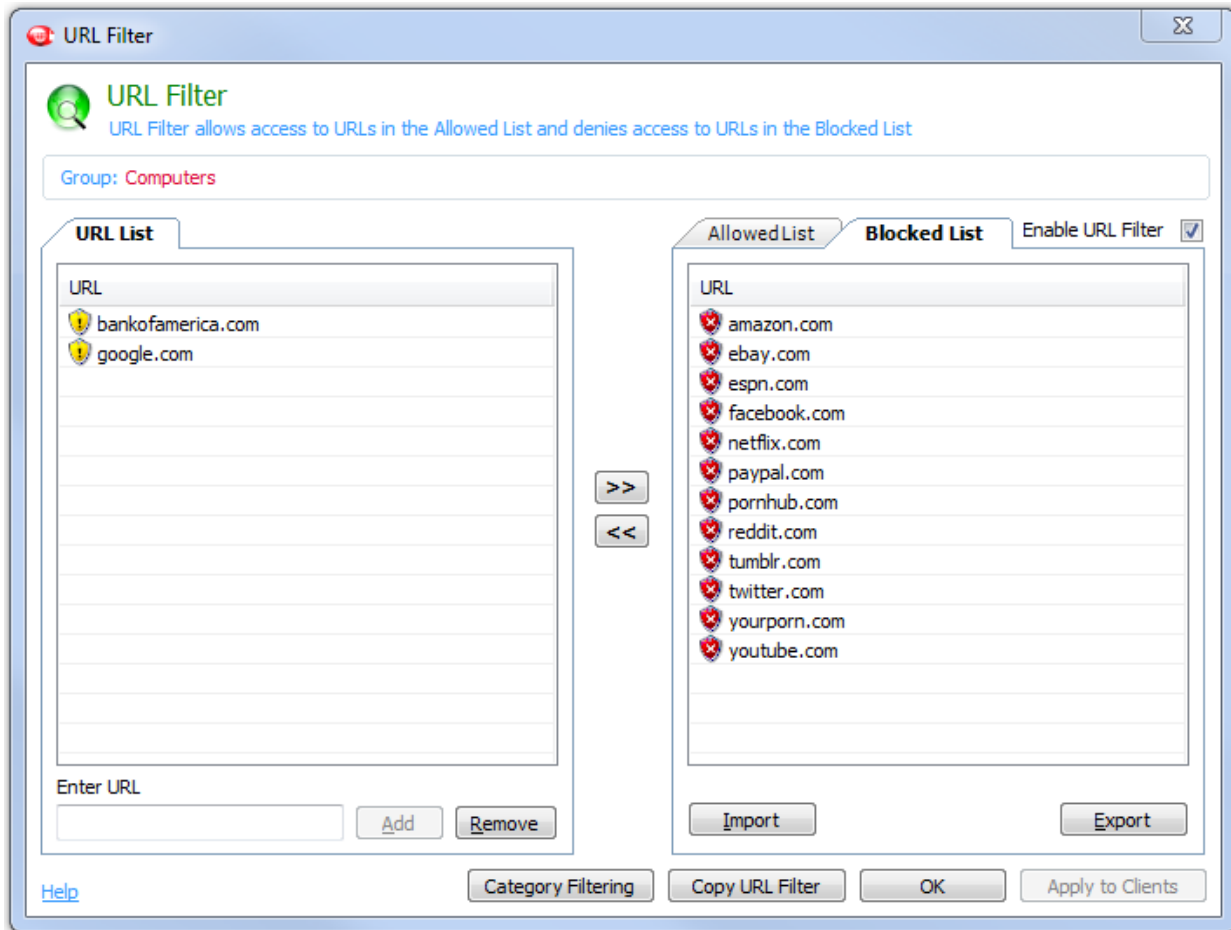 URL Filter
URL Filter
URL Filter allows access to URLs in the Allowed List and denies access to URLs in the Blocked List
Group: Computers
URL List
URL
bankofamerica.com
google.com
Enter URL
Add
Remove
>>
<<
Allowed List
Blocked List
Enable URL Filter
URL
amazon.com
ebay.com
espn.com
facebook.com
netflix.com
paypal.com
pornhub.com
reddit.com
tumblr.com
twitter.com
yourporn.com
youtube.com
Import
Export
Help
Category Filtering
Copy URL Filter
OK
Apply to Clients